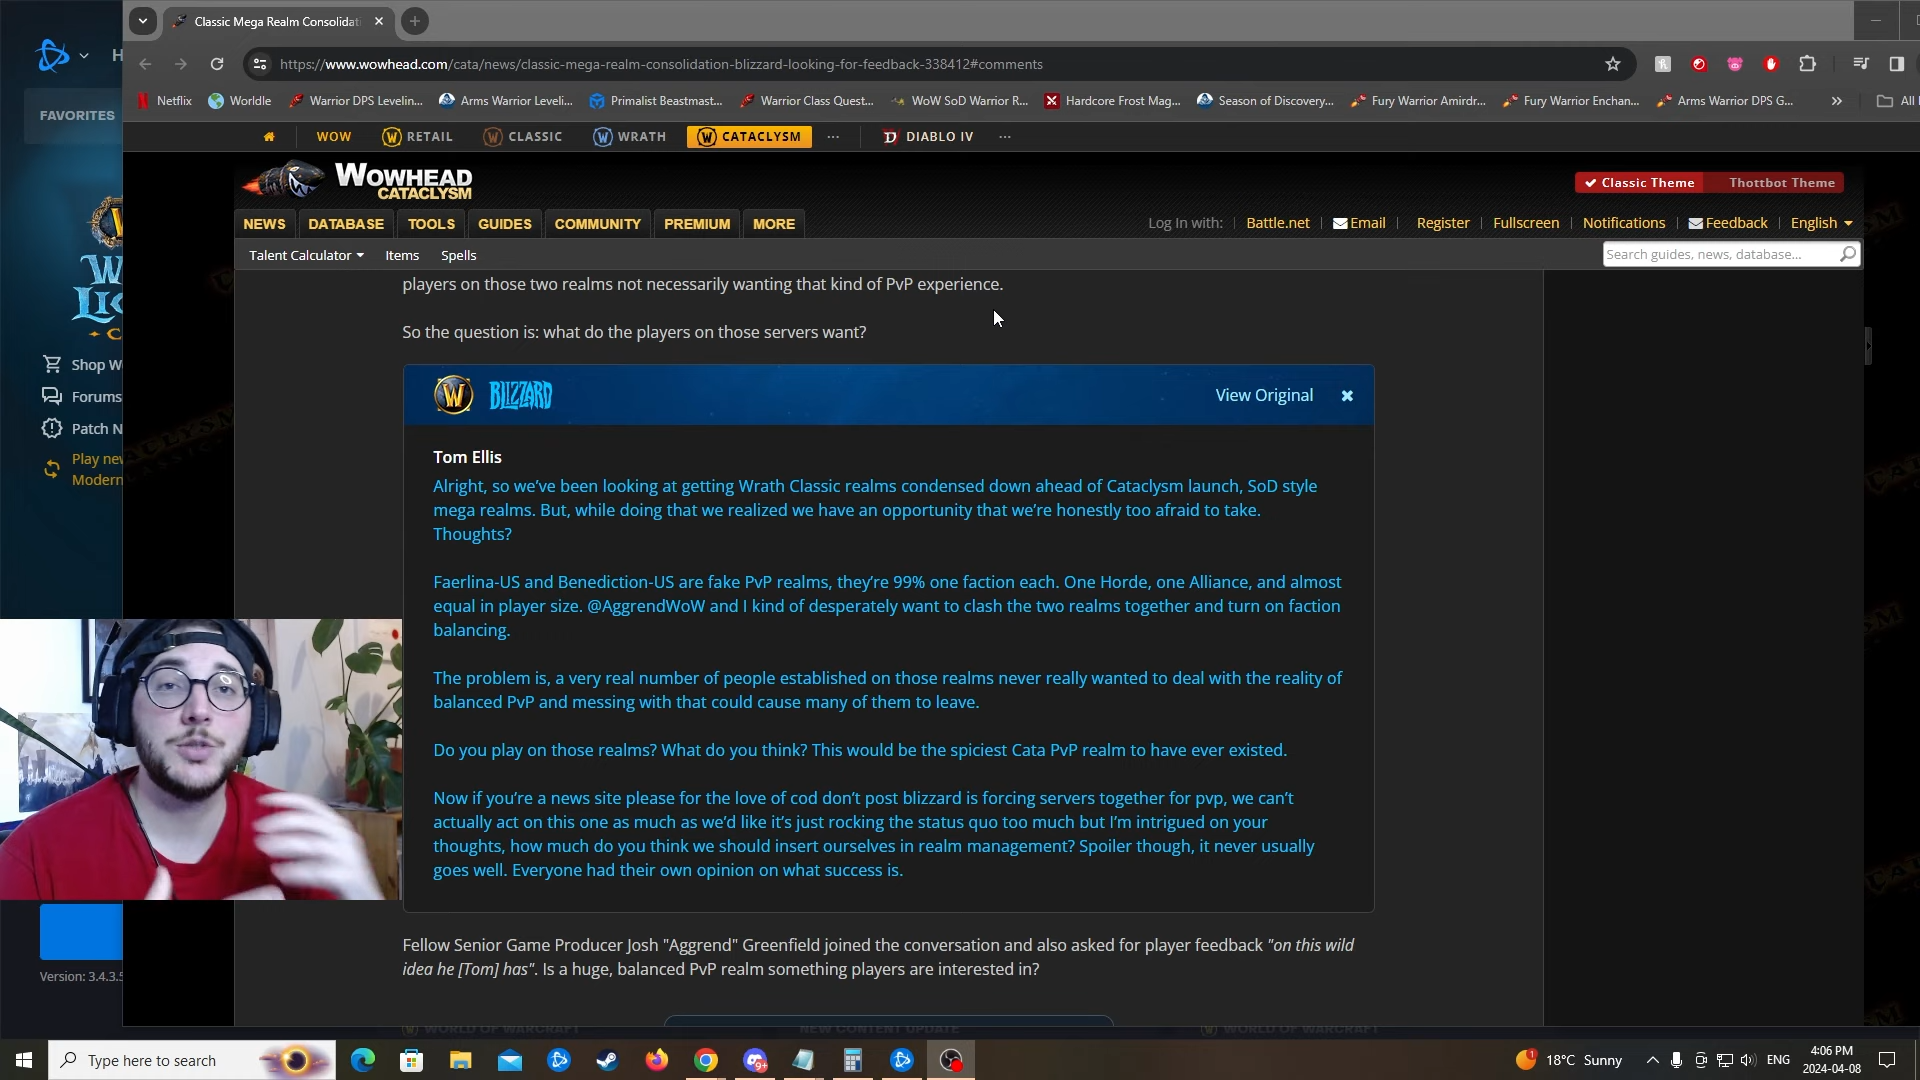 Classic Mega Realm Consolidati
https://www.wowhead.com/cata/news/classic-mega-realm-consolidation-blizzard-looking-for-feedback-338412#comments
Netflix
Worldle
Warrior DPS Levelin...
Arms Warrior Leveli...
Primalist Beastmast...
Warrior Class Quest...
WoW SoD Warrior R...
Hardcore Frost Mag...
Season of Discovery...
Fury Warrior Amirdr...
Fury Warrior Enchan...
Arms Warrior DPS G...
All
WOW
RETAIL
CLASSIC
WRATH
CATACLYSM
DIABLO IV
FAVORITES
WOWHEAD
CATACLYSM
Classic Theme
Thottbot Theme
NEWS
DATABASE
TOOLS
GUIDES
COMMUNITY
PREMIUM
MORE
Log In with:
Battle.net
Email
Register
Fullscreen
Notifications
Feedback
English
Talent Calculator
Items
Spells
Search guides, news, database...
players on those two realms not necessarily wanting that kind of PvP experience.
So the question is: what do the players on those servers want?
Shop W
Forums
Patch N
Play new
Modern
BLIZZARD
View Original
Tom Ellis
Alright, so we've been looking at getting Wrath Classic realms condensed down ahead of Cataclysm launch, SoD style
mega realms. But, while doing that we realized we have an opportunity that we're honestly too afraid to take.
Thoughts?
Faerlina-US and Benediction-US are fake PvP realms, they're 99% one faction each. One Horde, one Alliance, and almost
equal in player size. @AggrendWoW and I kind of desperately want to clash the two realms together and turn on faction
balancing.
The problem is, a very real number of people established on those realms never really wanted to deal with the reality of
balanced PvP and messing with that could cause many of them to leave.
Do you play on those realms? What do you think? This would be the spiciest Cata PvP realm to have ever existed.
Now if you're a news site please for the love of cod don't post blizzard is forcing servers together for pvp, we can't
actually act on this one as much as we'd like it's just rocking the status quo too much but I'm intrigued on your
thoughts, how much do you think we should insert ourselves in realm management? Spoiler though, it never usually
goes well. Everyone had their own opinion on what success is.
Fellow Senior Game Producer Josh "Aggrend" Greenfield joined the conversation and also asked for player feedback "on this wild
idea he [Tom] has". Is a huge, balanced PvP realm something players are interested in?
Version: 3.4.3.5
WORLD OF WARCRAFT
NEW CONTENT UPDATE
WORLD OF WARCRAFT
Type here to search
18°C Sunny
ENG
4:06 PM
2024-04-08